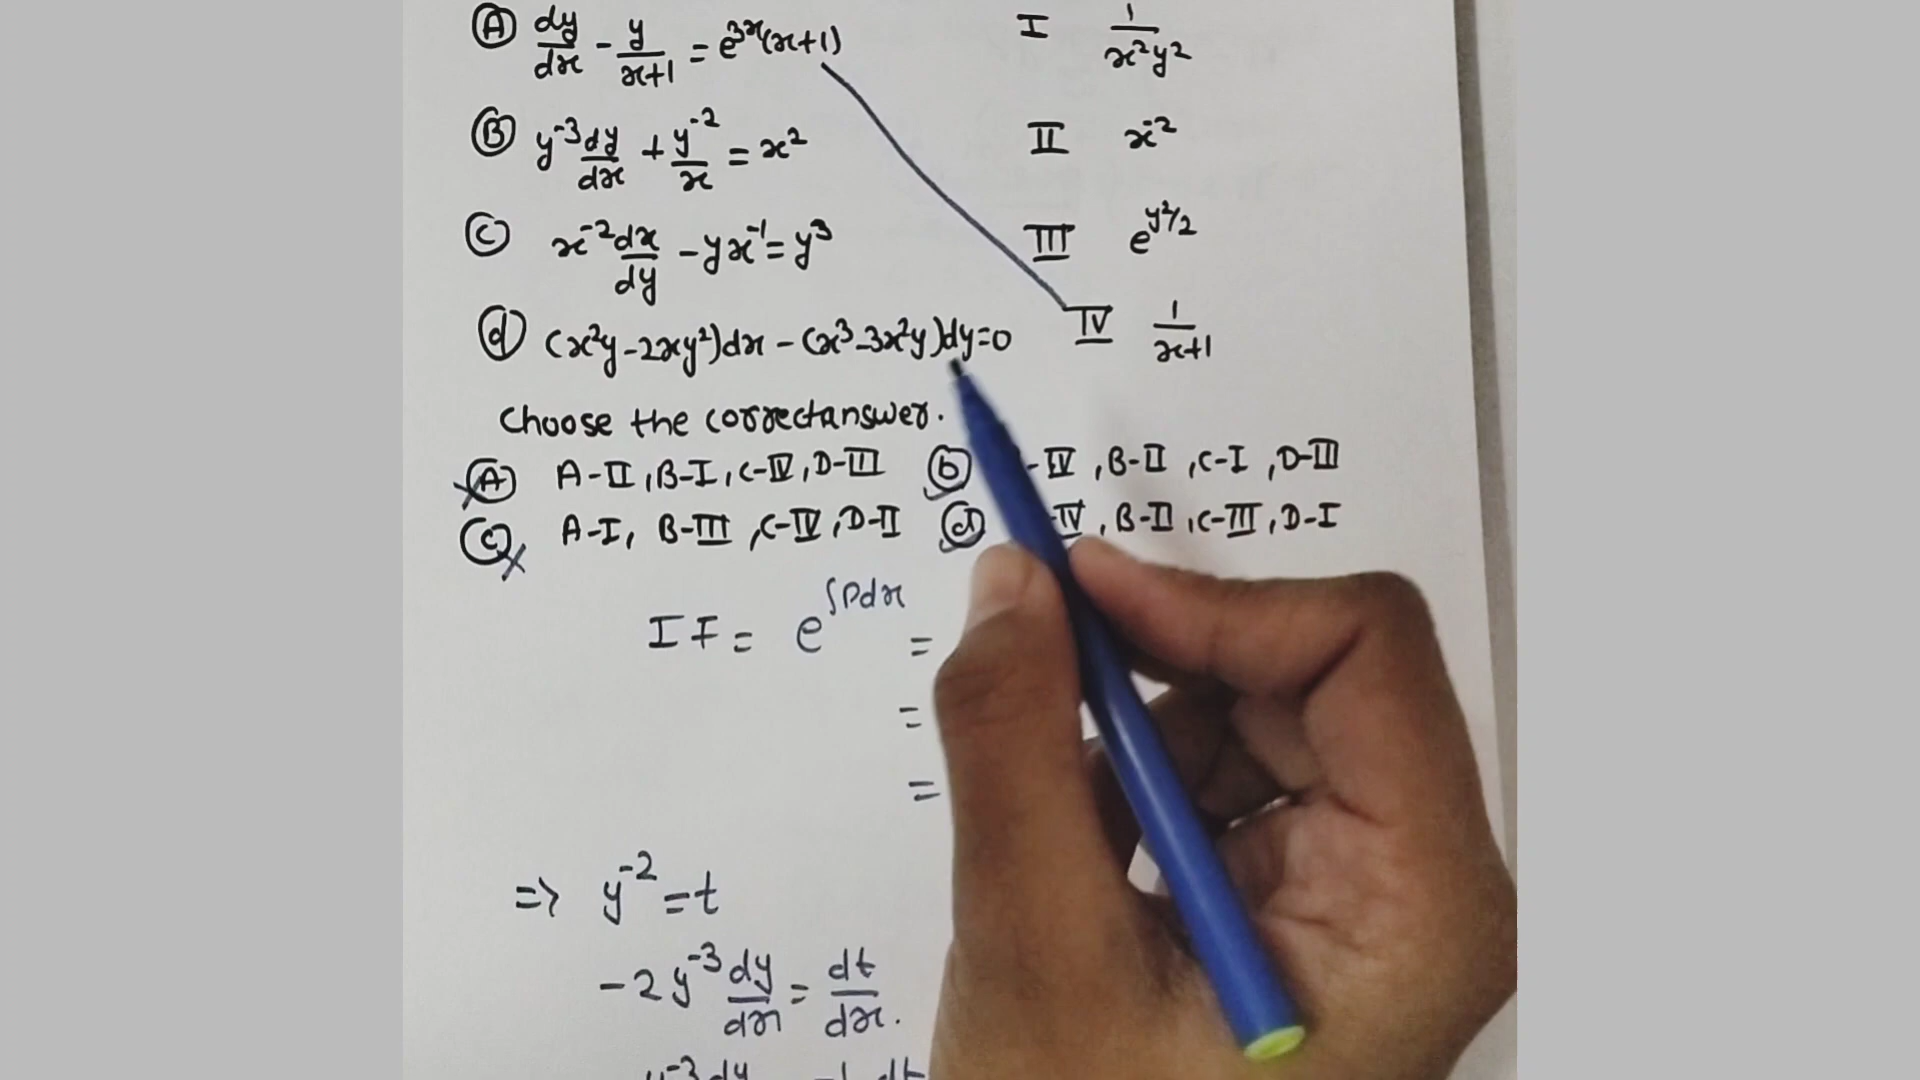 Ⓐ dy/dx - y/x+1 = e^3x(x+1) I 1/x²y²
Ⓑ y^-3 dy/dx + y^-2/x = x² II x^-2
Ⓒ x^-2 dx/dy - yx^-1 = y³ III e^y²/2
ⓓ (x²y-2xy²)dx - (x³-3x²y)dy=0 IV 1/x+1
Choose the correct answer.
Ⓐ A-II, B-I, C-IV, D-III ⓑ -IV, B-II, C-I, D-III
Ⓒ A-I, B-III, C-IV, D-II ⓓ -IV, B-II, C-III, D-I
IF = e^∫Pdx =
=
=
=> y^-2 = t
-2y^-3 dy/dx = dt/dx.